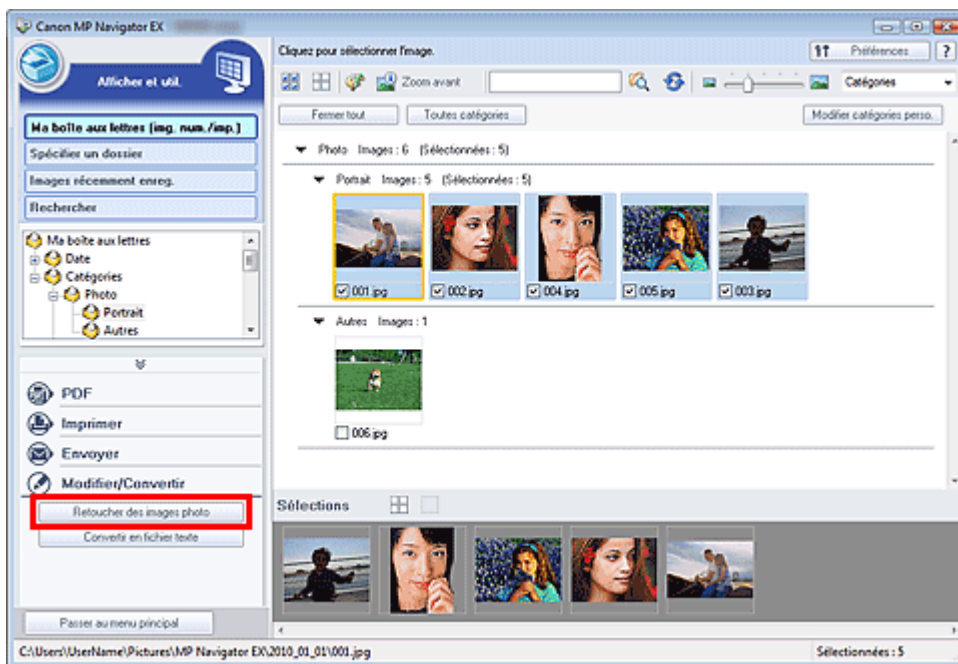 Canon MP Navigator EX
Afficher et util.
Ma boîte aux lettres (img. num./imp.)
Spécifier un dossier
Images récemment enreg.
Rechercher
Ma boîte aux lettres
Date
Catégories
Photo
Portrait
Autres
PDF
Imprimer
Envoyer
Modifier/Convertir
Retoucher des images photo
Convertir en fichier texte
Passer au menu principal
Cliquez pour sélectionner l'image.
Préférences
?
Zoom avant
Catégories
Fermer tout
Toutes catégories
Modifier catégories perso.
Photo Images : 6 (Sélectionnées : 5)
Portrait Images : 5 (Sélectionnées : 5)
001.jpg
002.jpg
004.jpg
005.jpg
003.jpg
Autres Images : 1
006.jpg
Sélections
C:\Users\UserName\Pictures\MP Navigator EX\2010_01_01\001.jpg
Sélectionnées : 5